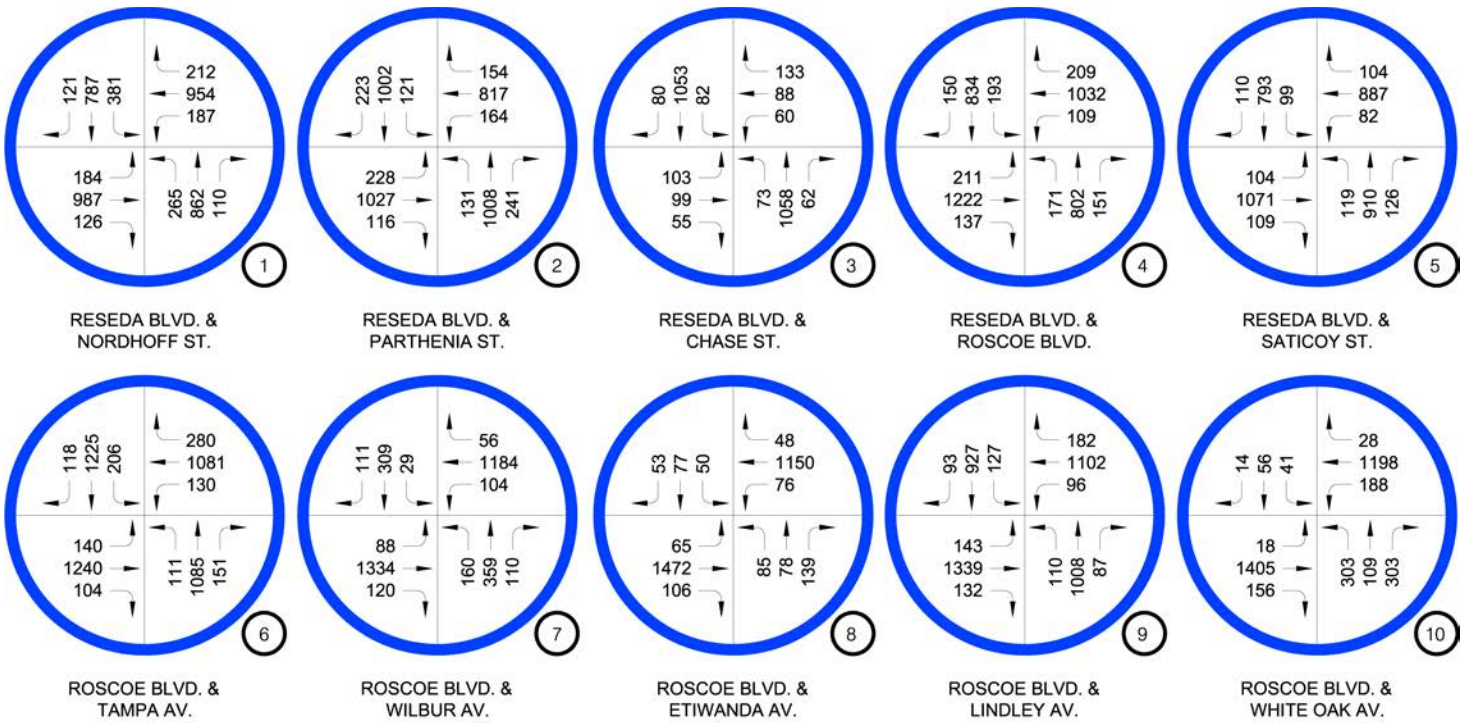 121 787 381
212
954
187
184
987
126
265 862 110
1
RESEDA BLVD. &
NORDHOFF ST.
223 1002 121
154
817
164
228
1027
116
131 1008 241
2
RESEDA BLVD. &
PARTHENIA ST.
80 1053 82
133
88
60
103
99
55
73 1058 62
3
RESEDA BLVD. &
CHASE ST.
150 834 193
209
1032
109
211
1222
137
171 802 151
4
RESEDA BLVD. &
ROSCOE BLVD.
110 793 99
104
887
82
104
1071
109
119 910 126
5
RESEDA BLVD. &
SATICOY ST.
118 1225 206
280
1081
130
140
1240
104
111 1085 151
6
ROSCOE BLVD. &
TAMPA AV.
111 309 29
56
1184
104
88
1334
120
160 359 110
7
ROSCOE BLVD. &
WILBUR AV.
53 77 50
48
1150
76
65
1472
106
85 78 139
8
ROSCOE BLVD. &
ETIWANDA AV.
93 927 127
182
1102
96
143
1339
132
110 1008 87
9
ROSCOE BLVD. &
LINDLEY AV.
14 56 41
28
1198
188
18
1405
156
303 109 303
10
ROSCOE BLVD. &
WHITE OAK AV.